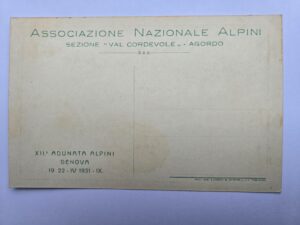 ASSOCIAZIONE NAZIONALE ALPINI
SEZIONE "VAL CORDEVOLE" - AGORDO
XII.ª ADUNATA ALPINI
GENOVA
19 22 - IV 1931 - IX